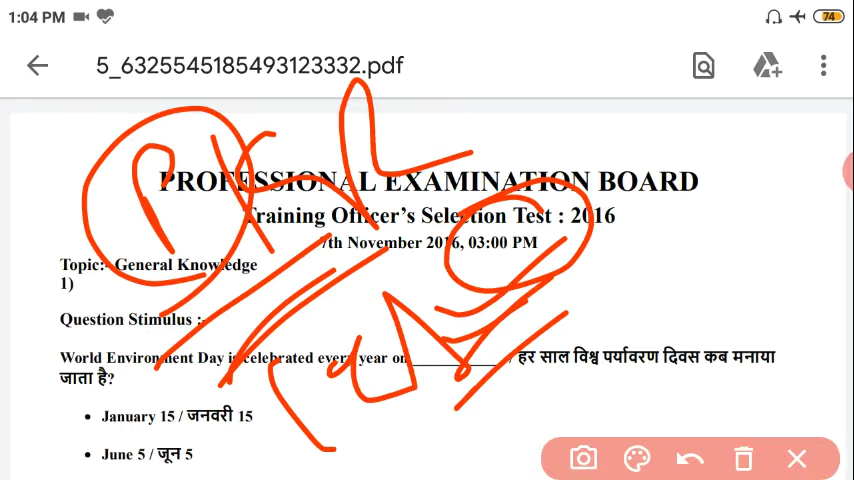 1:04 PM 74
5_6325545185493123332.pdf
PROFESSIONAL EXAMINATION BOARD
Training Officer's Selection Test : 2016
7th November 2016, 03:00 PM
Topic:- General Knowledge
1)
Question Stimulus :-
World Environment Day is celebrated every year on ____________ / हर साल विश्व पर्यावरण दिवस कब मनाया
जाता है?
• January 15 / जनवरी 15
• June 5 / जून 5